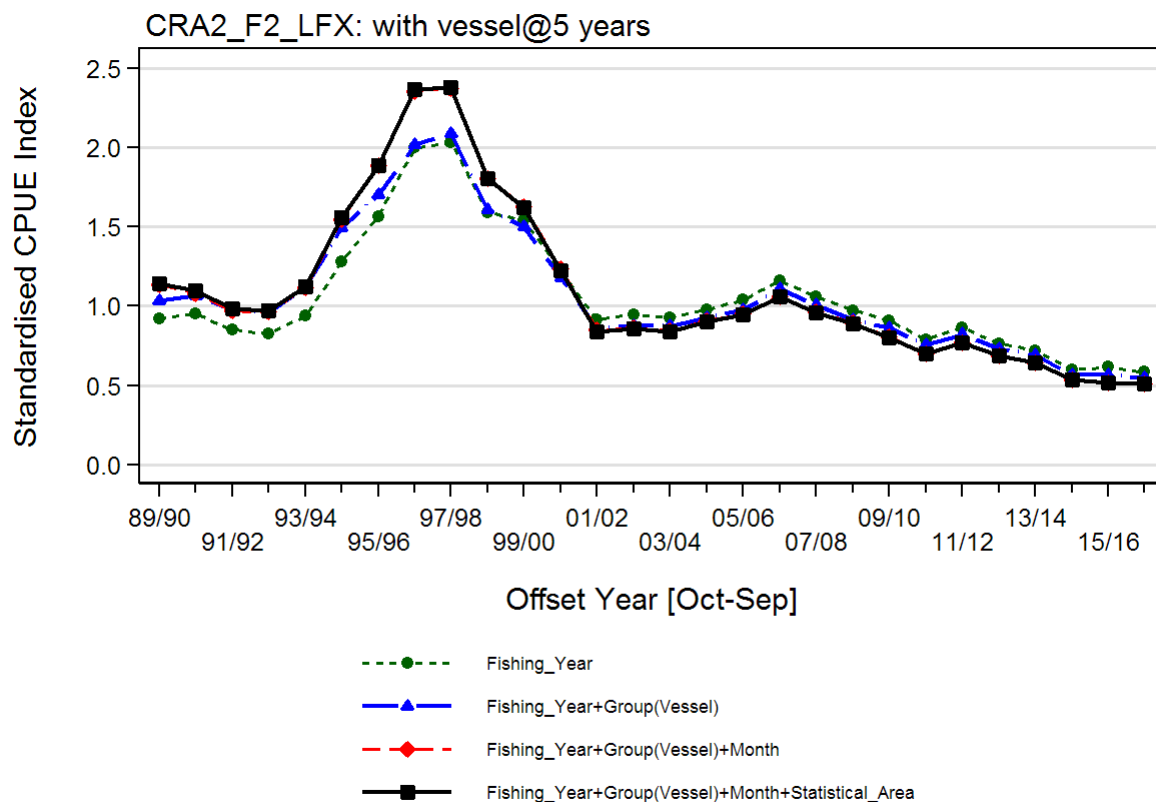 CRA2_F2_LFX: with vessel@5 years
Standardised CPUE Index
2.5
2.0
1.5
1.0
0.5
0.0
89/90 93/94 97/98 01/02 05/06 09/10 13/14
91/92 95/96 99/00 03/04 07/08 11/12 15/16
Offset Year [Oct-Sep]
Fishing_Year
Fishing_Year+Group(Vessel)
Fishing_Year+Group(Vessel)+Month
Fishing_Year+Group(Vessel)+Month+Statistical_Area